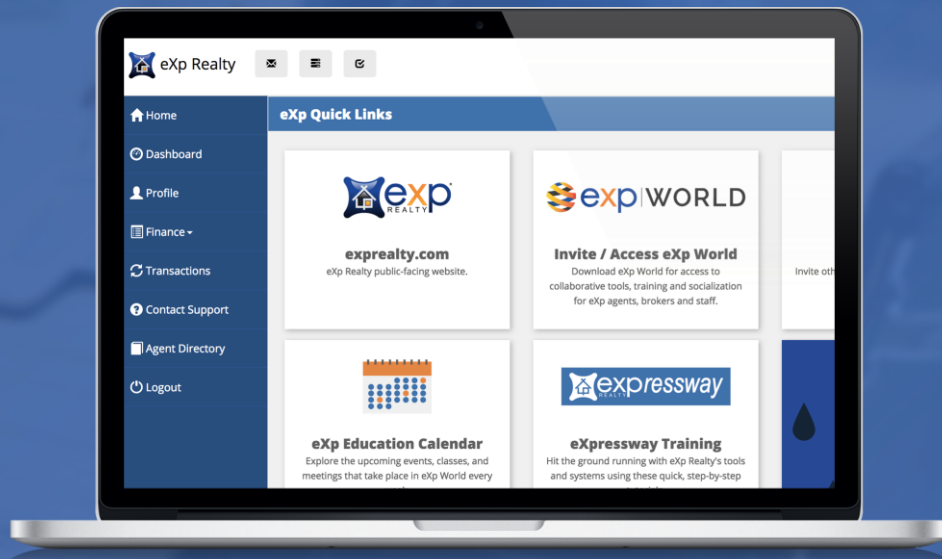 eXp Realty
Home
Dashboard
Profile
Finance
Transactions
Contact Support
Agent Directory
Logout
eXp Quick Links
exp
REALTY
exprealty.com
eXp Realty public-facing website.
exp WORLD
Invite / Access eXp World
Download eXp World for access to
collaborative tools, training and socialization
for eXp agents, brokers and staff.
Invite
eXp Education Calendar
Explore the upcoming events, classes, and
meetings that take place in eXp World every
expressway
REALTY
eXpressway Training
Hit the ground running with eXp Realty's tools
and systems using these quick, step-by-step